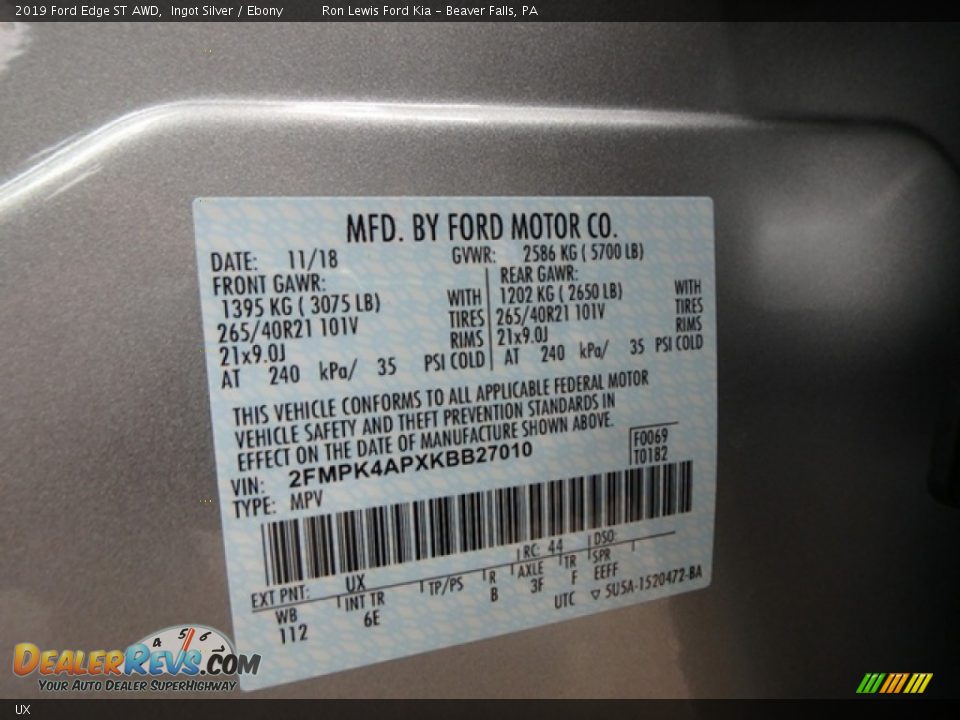 2019 Ford Edge ST AWD, Ingot Silver / Ebony Ron Lewis Ford Kia - Beaver Falls, PA
MFD. BY FORD MOTOR CO.
DATE: 11/18 GVWR: 2586 KG ( 5700 LB)
FRONT GAWR: REAR GAWR:
1395 KG ( 3075 LB) WITH 1202 KG ( 2650 LB) WITH
265/40R21 101V TIRES 265/40R21 101V TIRES
21x9.0J RIMS 21x9.0J RIMS
AT 240 kPa/ 35 PSI COLD AT 240 kPa/ 35 PSI COLD
THIS VEHICLE CONFORMS TO ALL APPLICABLE FEDERAL MOTOR
VEHICLE SAFETY AND THEFT PREVENTION STANDARDS IN
EFFECT ON THE DATE OF MANUFACTURE SHOWN ABOVE.
VIN: 2FMPK4APXKBB27010 F0069
TYPE: MPV T0182
EXT PNT: UX RC: 44 DSO:
WB INT TR TP/PS R AXLE TR SPR
112 6E B 3F F EEFF
UTC ▽ 5U5A-1520472-BA
4 5 6
DEALERREVS.COM
YOUR AUTO DEALER SUPERHIGHWAY
UX